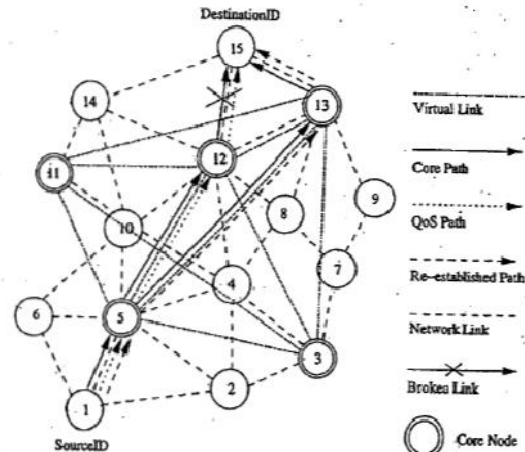 DestinationID
15
14
13
Virtual Link
12
11
Core Path
9
8
QoS Path
10
7
Re-established Path
4
6
5
Network Link
3
2
Broken Link
1
Core Node
SourceID